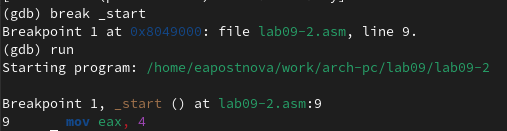 (gdb) break _start
Breakpoint 1 at 0x8049000: file lab09-2.asm, line 9.
(gdb) run
Starting program: /home/eapostnova/work/arch-pc/lab09/lab09-2
Breakpoint 1, _start () at lab09-2.asm:9
9 mov eax, 4